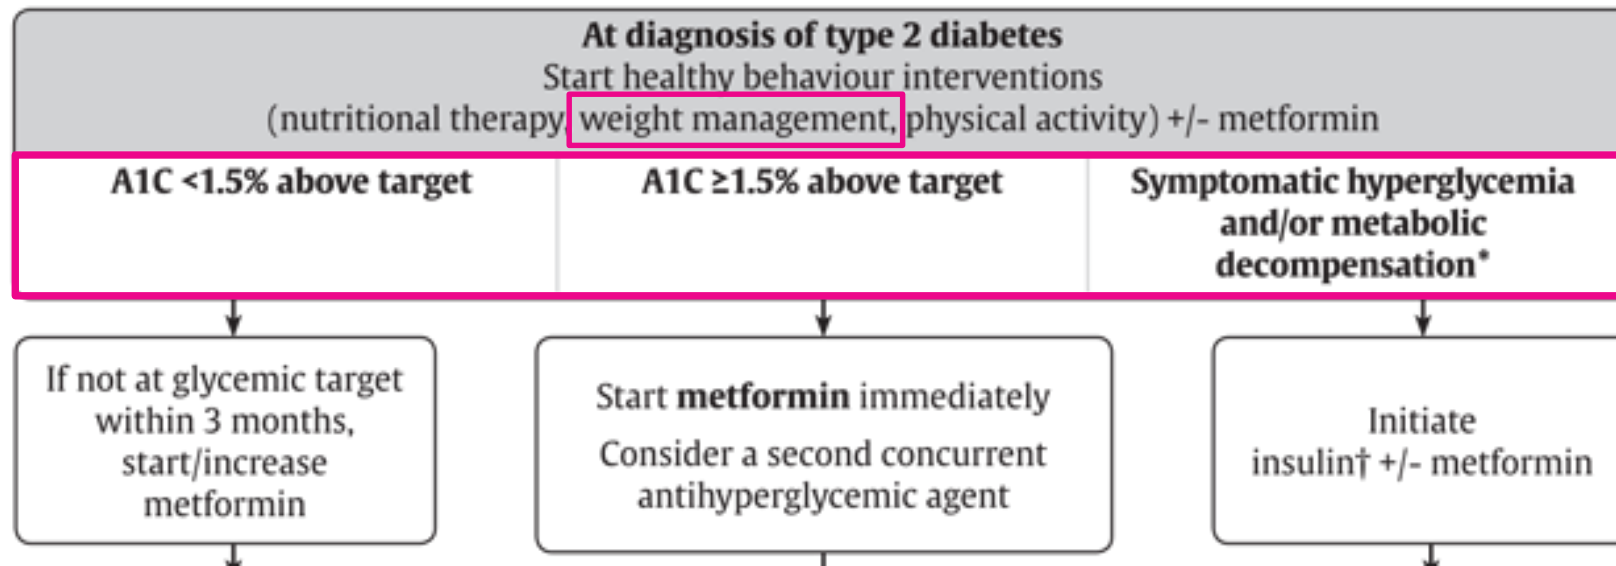 At diagnosis of type 2 diabetes
Start healthy behaviour interventions
(nutritional therapy, weight management, physical activity) +/- metformin
A1C <1.5% above target
A1C ≥1.5% above target
Symptomatic hyperglycemia
and/or metabolic
decompensation*
If not at glycemic target
within 3 months,
start/increase
metformin
Start metformin immediately
Consider a second concurrent
antihyperglycemic agent
Initiate
insulin† +/- metformin